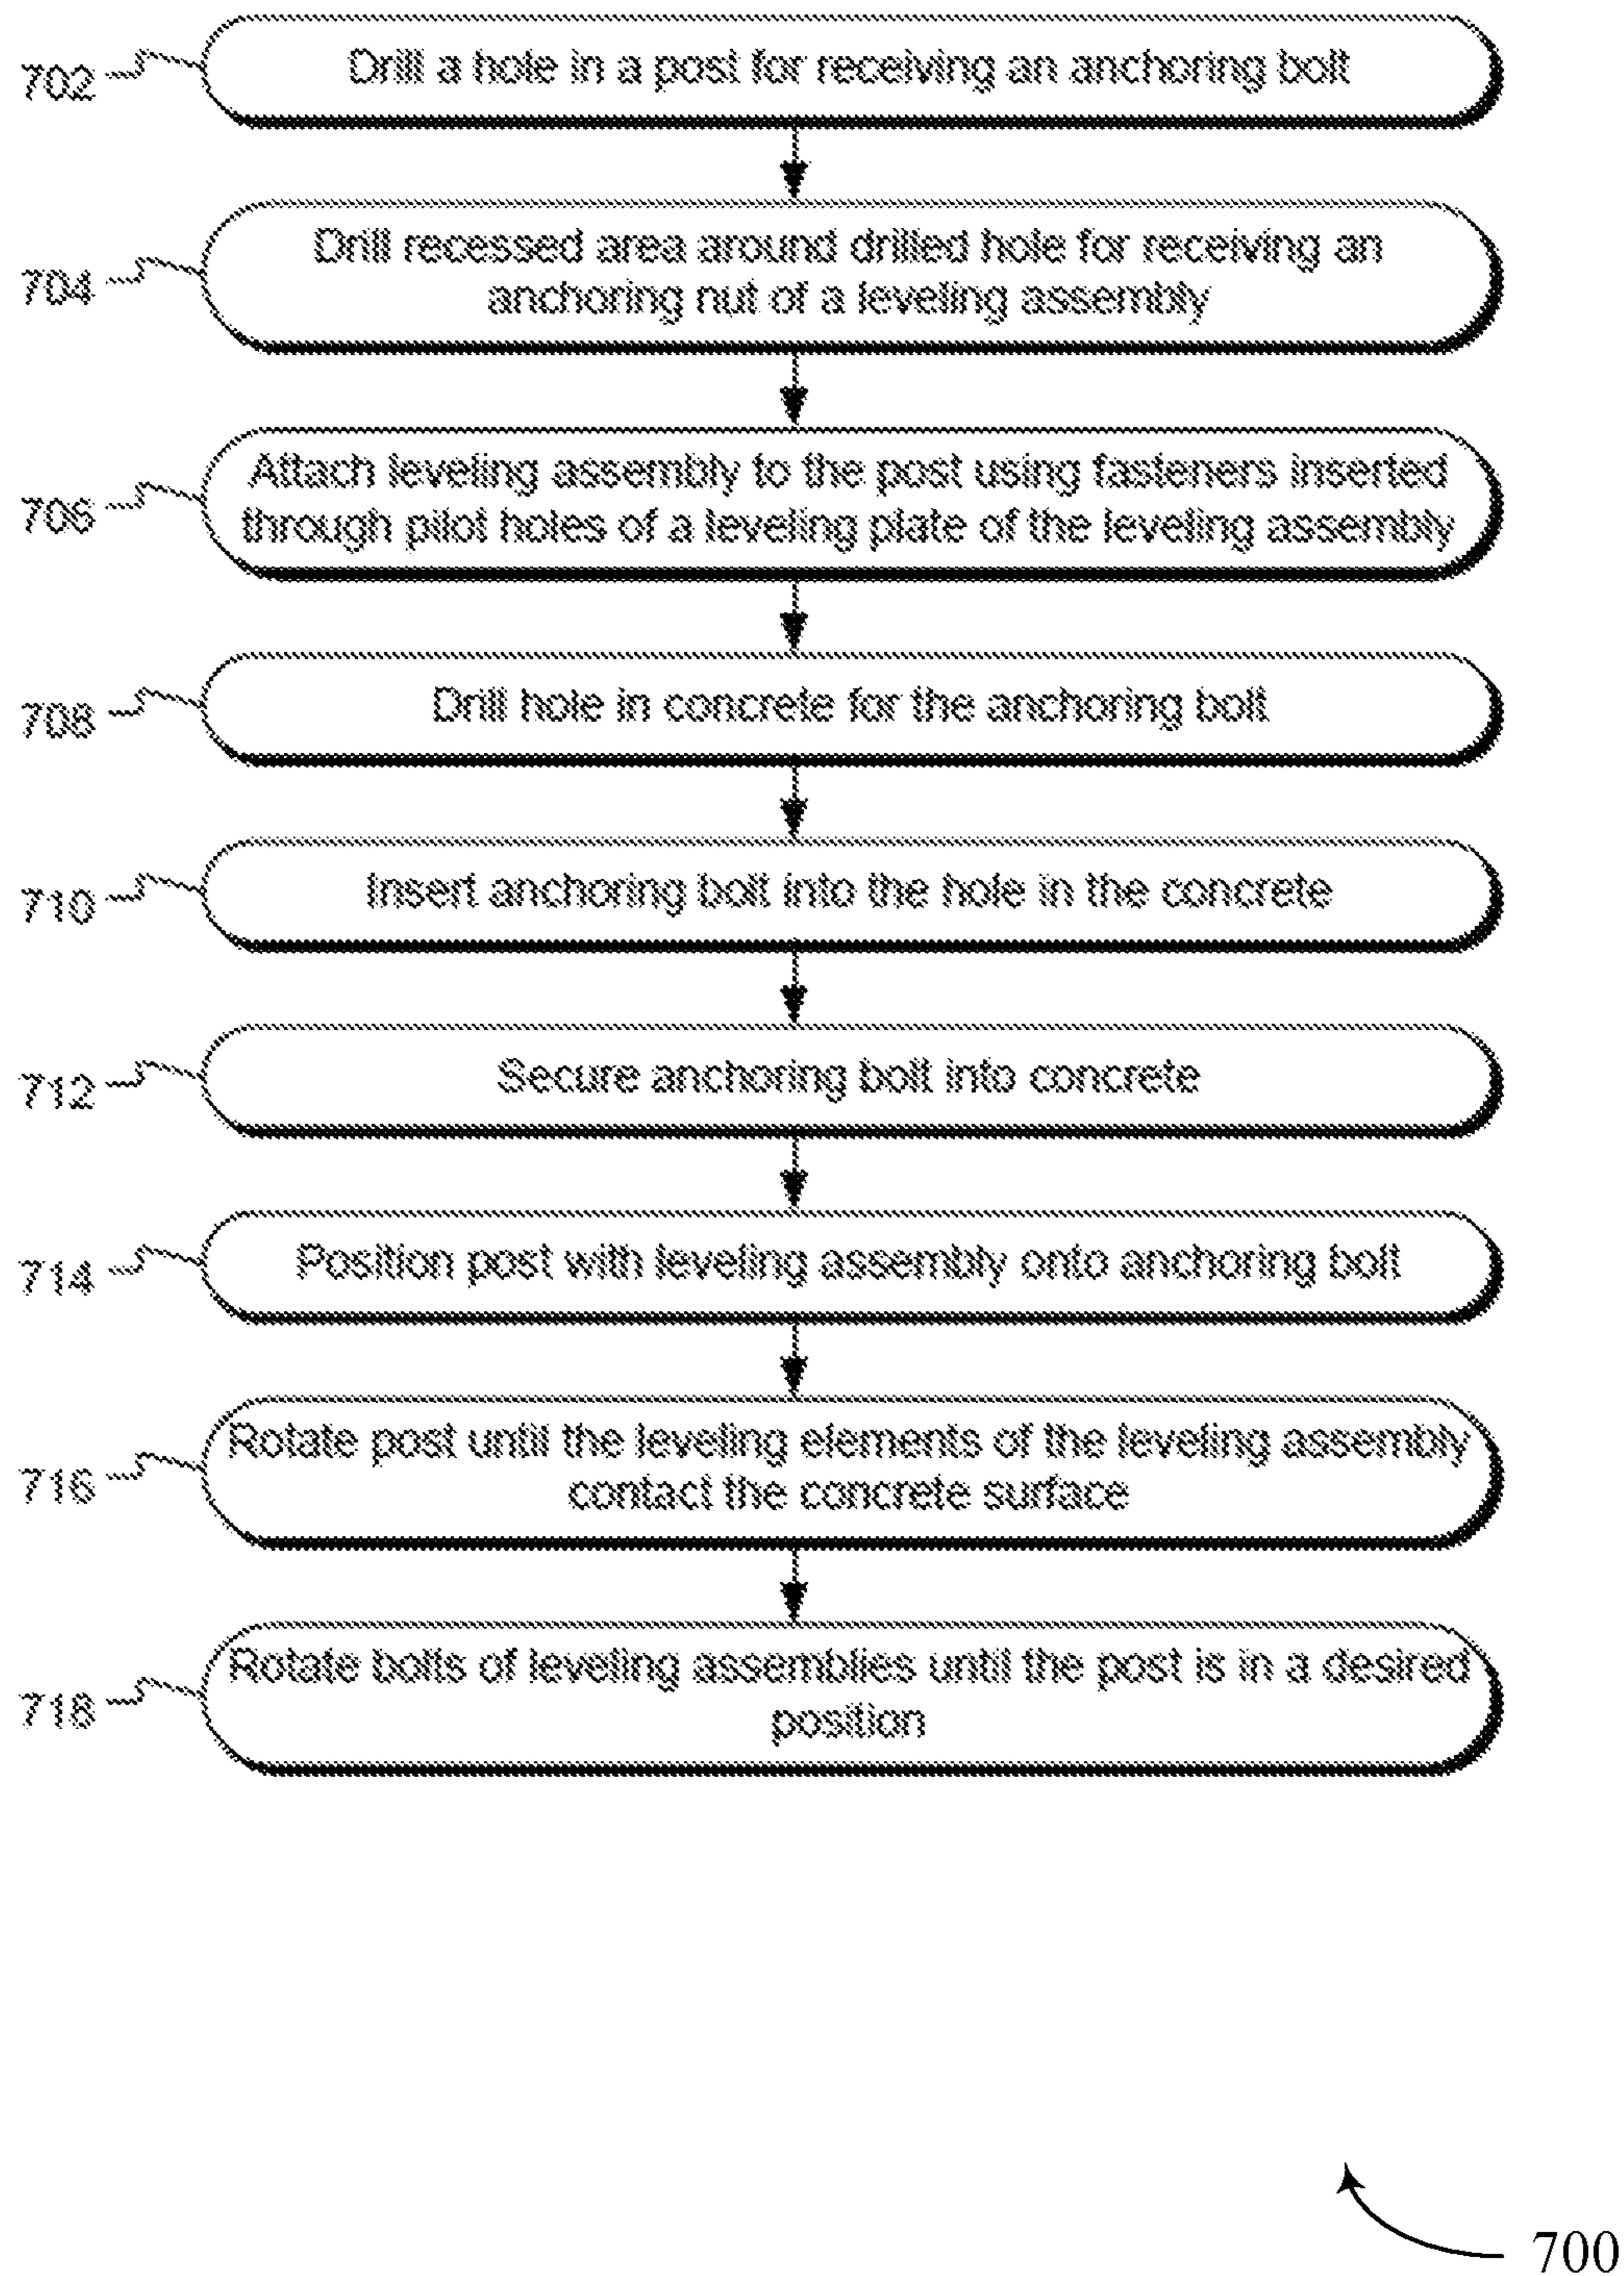 702
Drill a hole in a post for receiving an anchoring bolt
704
Drill recessed area around drilled hole for receiving an
anchoring nut of a leveling assembly
706
Attach leveling assembly to the post using fasteners inserted
through pilot holes of a leveling plate of the leveling assembly
708
Drill hole in concrete for the anchoring bolt
710
Insert anchoring bolt into the hole in the concrete
712
Secure anchoring bolt into concrete
714
Position post with leveling assembly onto anchoring bolt
716
Rotate post until the leveling elements of the leveling assembly
contact the concrete surface
718
Rotate bolts of leveling assemblies until the post is in a desired
position
700